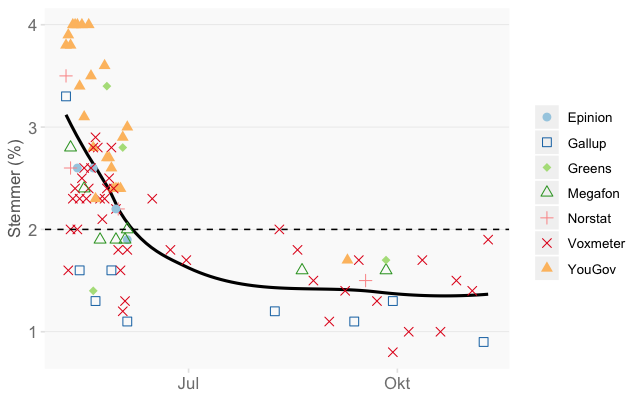 4
3
2
1
Stemmer (%)
Jul
Okt
Epinion
Gallup
Greens
Megafon
Norstat
Voxmeter
YouGov